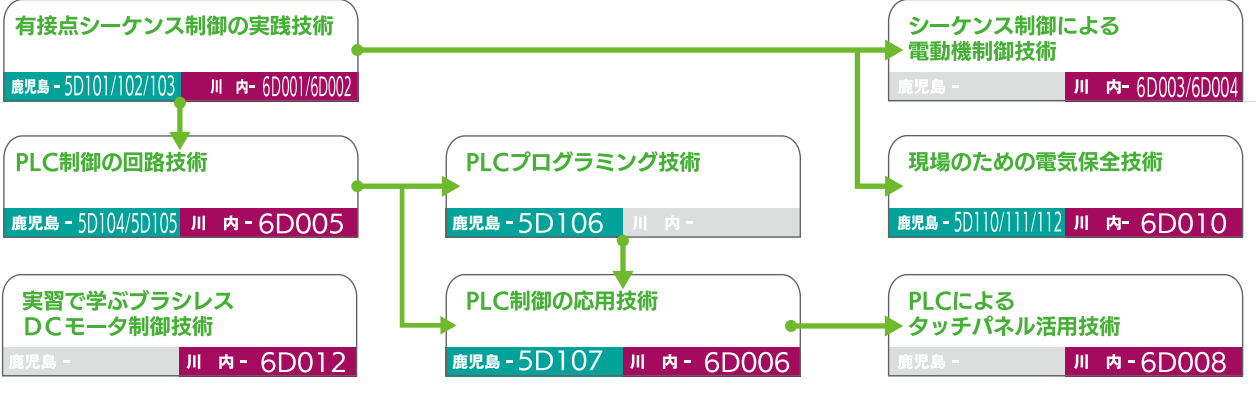 有接点シーケンス制御の実践技術
鹿児島 - 5D101/102/103 川 内- 6D001/6D002
シーケンス制御による
電動機制御技術
鹿児島 - 川 内- 6D003/6D004
PLC制御の回路技術
鹿児島 - 5D104/5D105 川 内 - 6D005
PLCプログラミング技術
鹿児島 - 5D106 川 内 -
現場のための電気保全技術
鹿児島 - 5D110/111/112 川 内- 6D010
実習で学ぶブラシレス
DCモータ制御技術
鹿児島 - 川 内 - 6D012
PLC制御の応用技術
鹿児島 - 5D107 川 内 - 6D006
PLCによる
タッチパネル活用技術
鹿児島 - 川 内 - 6D008